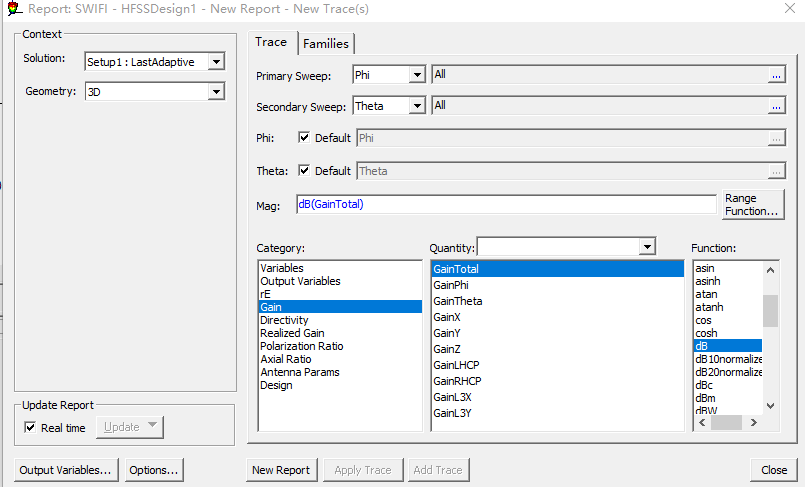 Report: SWIFI - HFSSDesign1 - New Report - New Trace(s)
Context
Solution: Setup1 : LastAdaptive
Geometry: 3D
Update Report
Real time Update
Output Variables... Options...
Trace Families
Primary Sweep: Phi All ...
Secondary Sweep: Theta All ...
Phi: Default Phi ...
Theta: Default Theta ...
Mag: dB(GainTotal) Range
Function...
Category: Quantity: Function:
Variables
Output Variables
rE
Gain
Directivity
Realized Gain
Polarization Ratio
Axial Ratio
Antenna Params
Design
GainTotal
GainPhi
GainTheta
GainX
GainY
GainZ
GainLHCP
GainRHCP
GainL3X
GainL3Y
asin
asinh
atan
atanh
cos
cosh
dB
dB10normalize
dB20normalize
dBc
dBm
dBW
New Report Apply Trace Add Trace Close